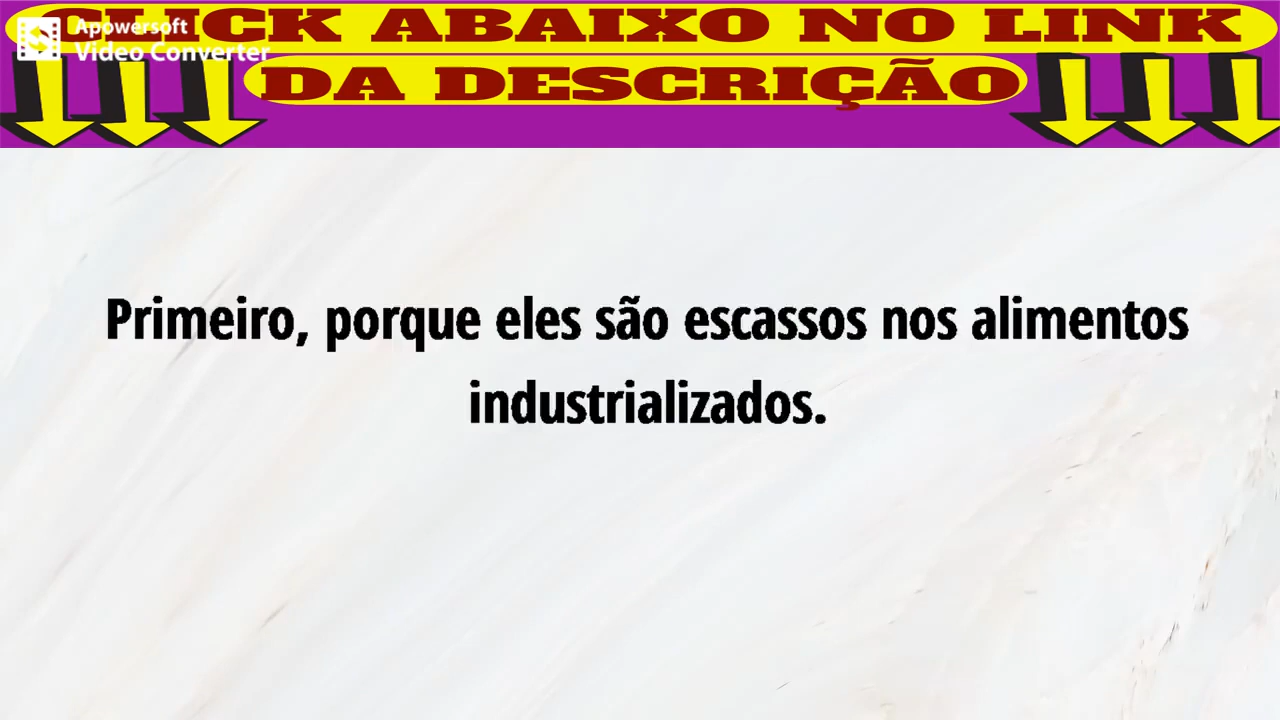 CLICK ABAIXO NO LINK
Apowersoft
Video Converter
DA DESCRIÇÃO
Primeiro, porque eles são escassos nos alimentos
industrializados.